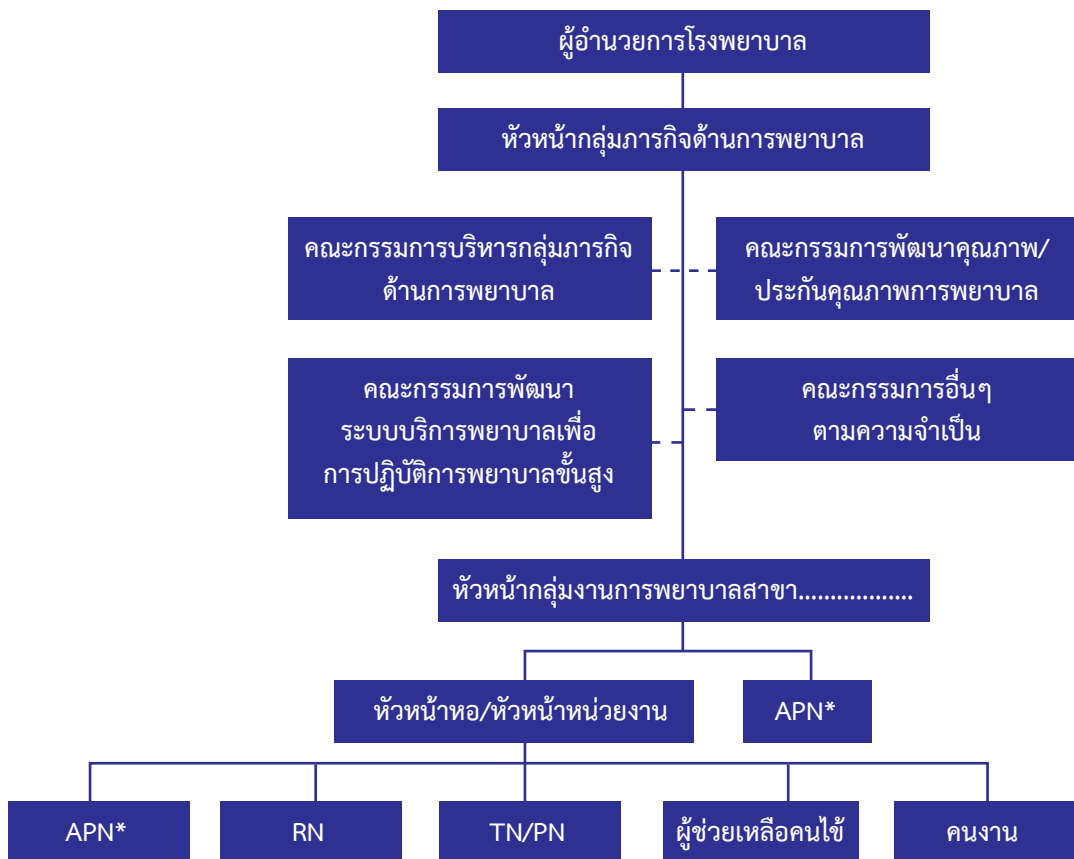 ผู้อำนวยการโรงพยาบาล
หัวหน้ากลุ่มภารกิจด้านการพยาบาล
คณะกรรมการบริหารกลุ่มภารกิจ
ด้านการพยาบาล
คณะกรรมการพัฒนาคุณภาพ/
ประกันคุณภาพการพยาบาล
คณะกรรมการพัฒนา
ระบบบริการพยาบาลเพื่อ
การปฏิบัติการพยาบาลขั้นสูง
คณะกรรมการอื่นๆ
ตามความจำเป็น
หัวหน้ากลุ่มงานการพยาบาลสาขา..................
หัวหน้าหอ/หัวหน้าหน่วยงาน
APN*
APN*
RN
TN/PN
ผู้ช่วยเหลือคนไข้
คนงาน